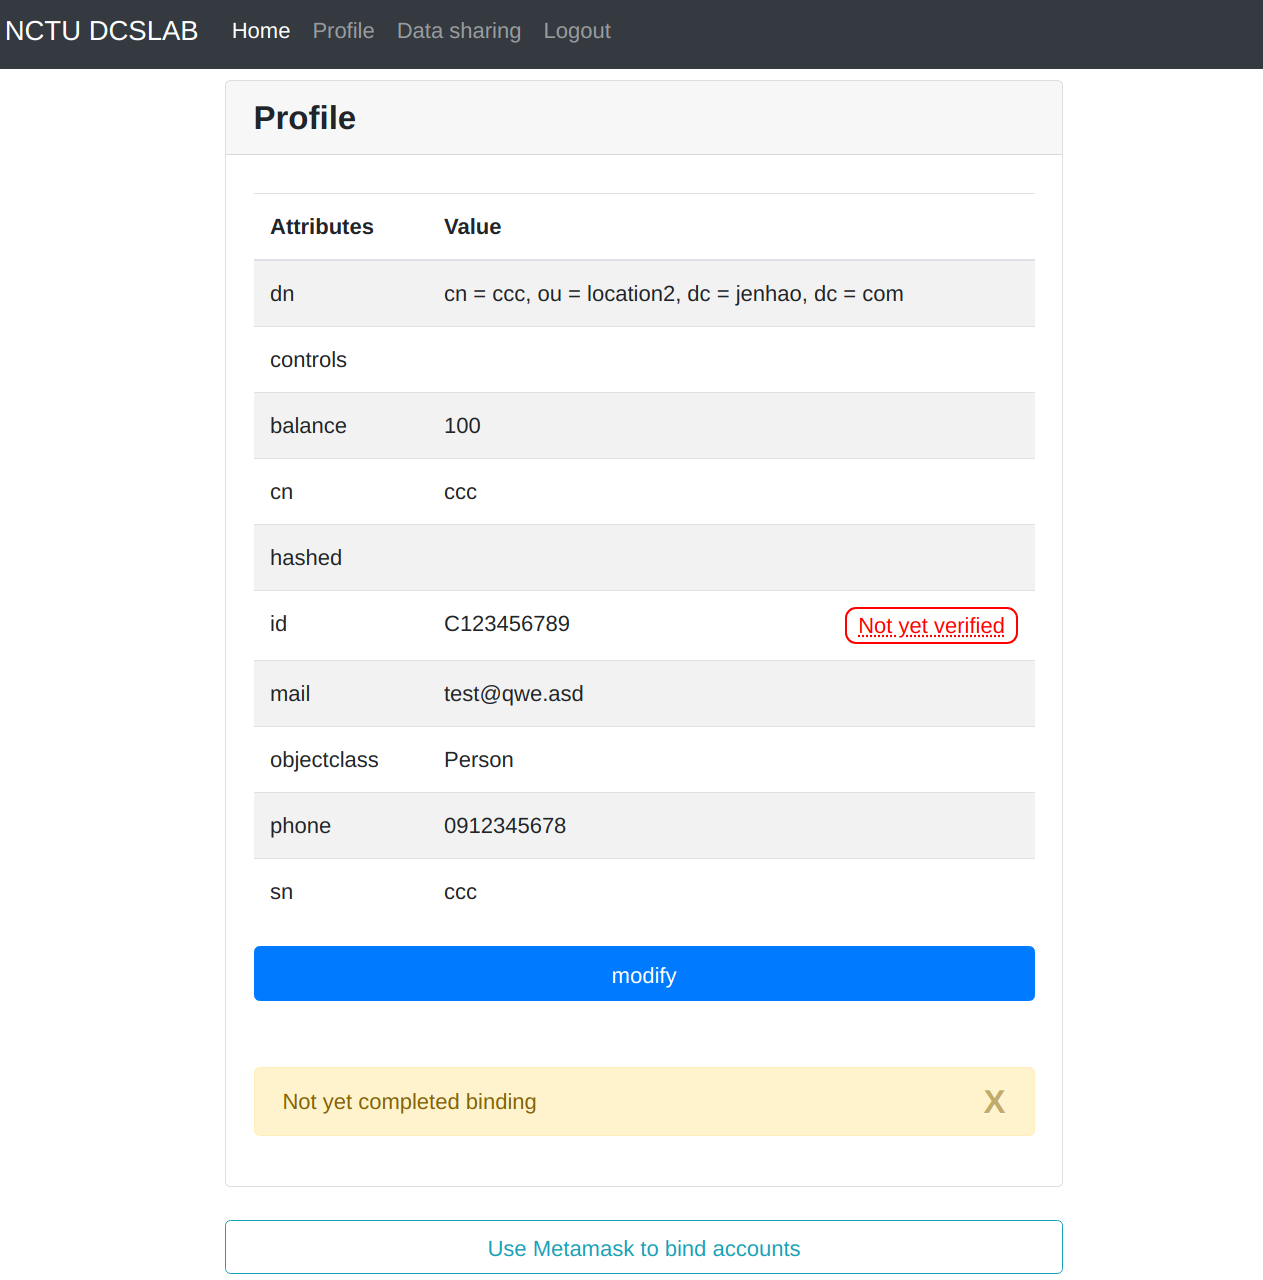 NCTU DCSLAB Home Profile Data sharing Logout
Profile
Attributes Value
dn cn = ccc, ou = location2, dc = jenhao, dc = com
controls
balance 100
cn ccc
hashed
id C123456789 Not yet verified
mail test@qwe.asd
objectclass Person
phone 0912345678
sn ccc
modify
Not yet completed binding X
Use Metamask to bind accounts